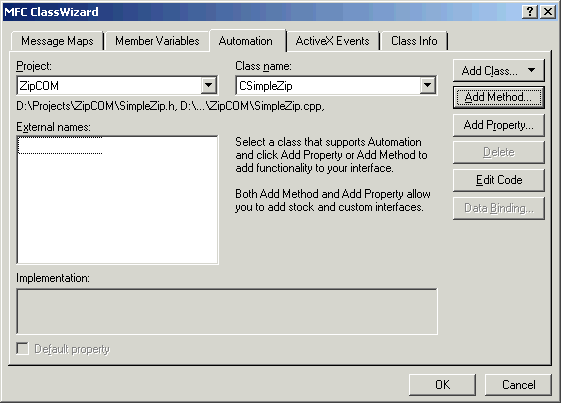 MFC ClassWizard
Message Maps Member Variables Automation ActiveX Events Class Info
Project: Class name:
ZipCOM CSimpleZip
Add Class...
D:\Projects\ZipCOM\SimpleZip.h, D:\...\ZipCOM\SimpleZip.cpp,
Add Method...
External names:
Add Property...
Select a class that supports Automation
and click Add Property or Add Method to
add functionality to your interface.
Delete
Edit Code
Both Add Method and Add Property allow
you to add stock and custom interfaces.
Data Binding...
Implementation:
Default property
OK Cancel